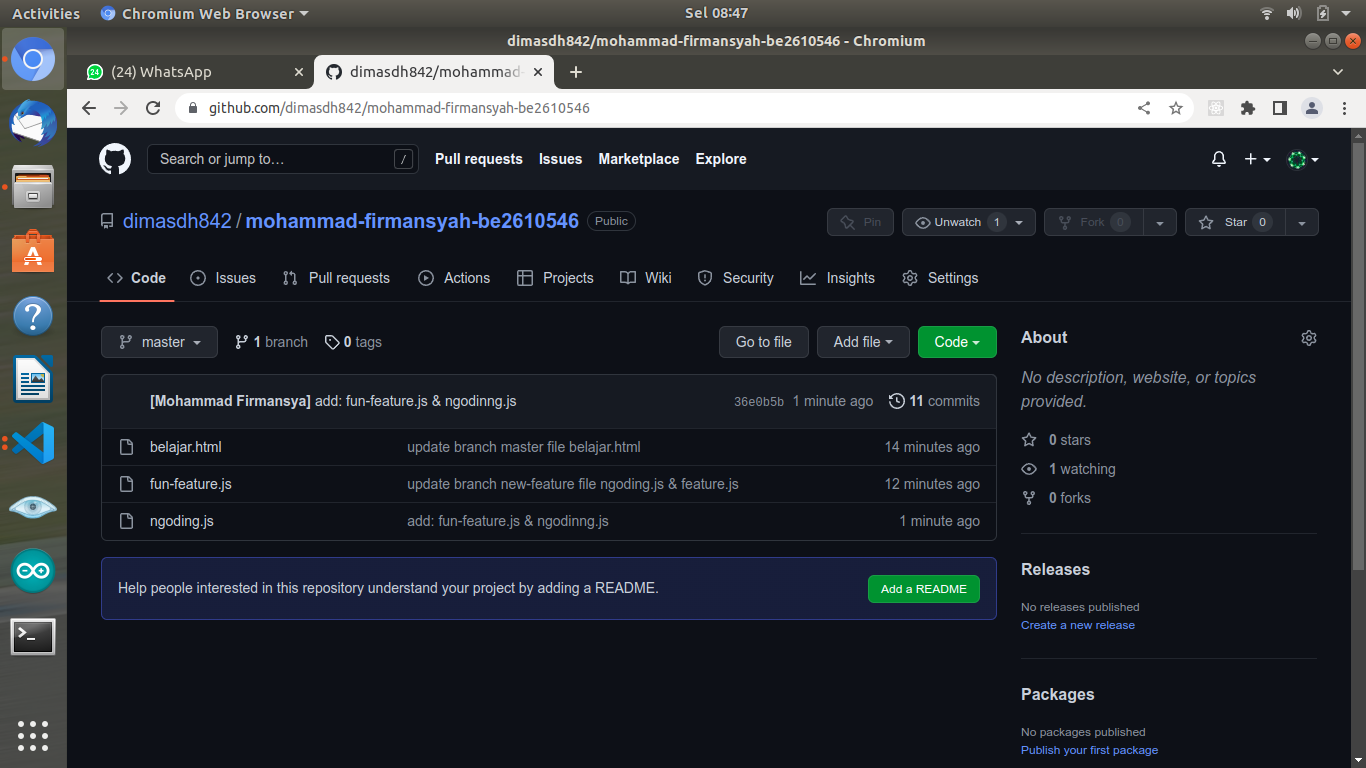 Activities Chromium Web Browser Sel 08:47
dimasdh842/mohammad-firmansyah-be2610546 - Chromium
24 (24) WhatsApp dimasdh842/mohammad-
github.com/dimasdh842/mohammad-firmansyah-be2610546
Search or jump to… / Pull requests Issues Marketplace Explore
dimasdh842 / mohammad-firmansyah-be2610546 Public Pin Unwatch 1 Fork 0 Star 0
Code Issues Pull requests Actions Projects Wiki Security Insights Settings
master 1 branch 0 tags Go to file Add file Code
[Mohammad Firmansya] add: fun-feature.js & ngodinng.js 36e0b5b 1 minute ago 11 commits
belajar.html update branch master file belajar.html 14 minutes ago
fun-feature.js update branch new-feature file ngoding.js & feature.js 12 minutes ago
ngoding.js add: fun-feature.js & ngodinng.js 1 minute ago
Help people interested in this repository understand your project by adding a README. Add a README
About
No description, website, or topics
provided.
0 stars
1 watching
0 forks
Releases
No releases published
Create a new release
Packages
No packages published
Publish your first package